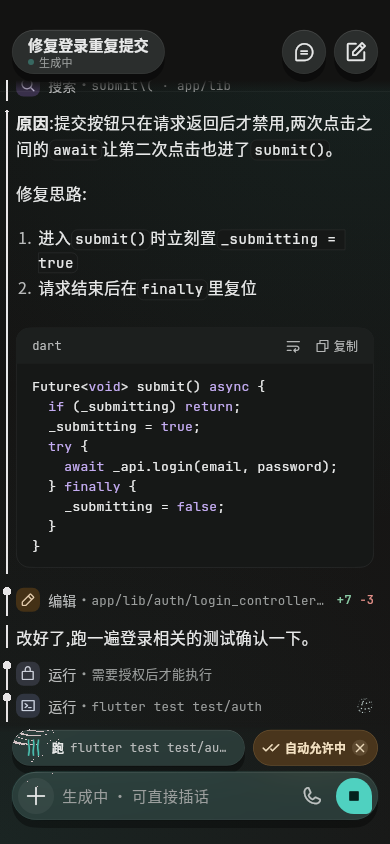 修复登录重复提交
生成中
搜索 · submit\( · app/lib
原因:提交按钮只在请求返回后才禁用,两次点击之
间的 await 让第二次点击也进了 submit()。
修复思路:
1. 进入 submit() 时立刻置 _submitting =
true
2. 请求结束后在 finally 里复位
dart 复制
Future<void> submit() async {
if (_submitting) return;
_submitting = true;
try {
await _api.login(email, password);
} finally {
_submitting = false;
}
}
编辑 · app/lib/auth/login_controller… +7 -3
改好了,跑一遍登录相关的测试确认一下。
运行 · 需要授权后才能执行
运行 · flutter test test/auth
跑 flutter test test/au… 自动允许中
生成中 · 可直接插话